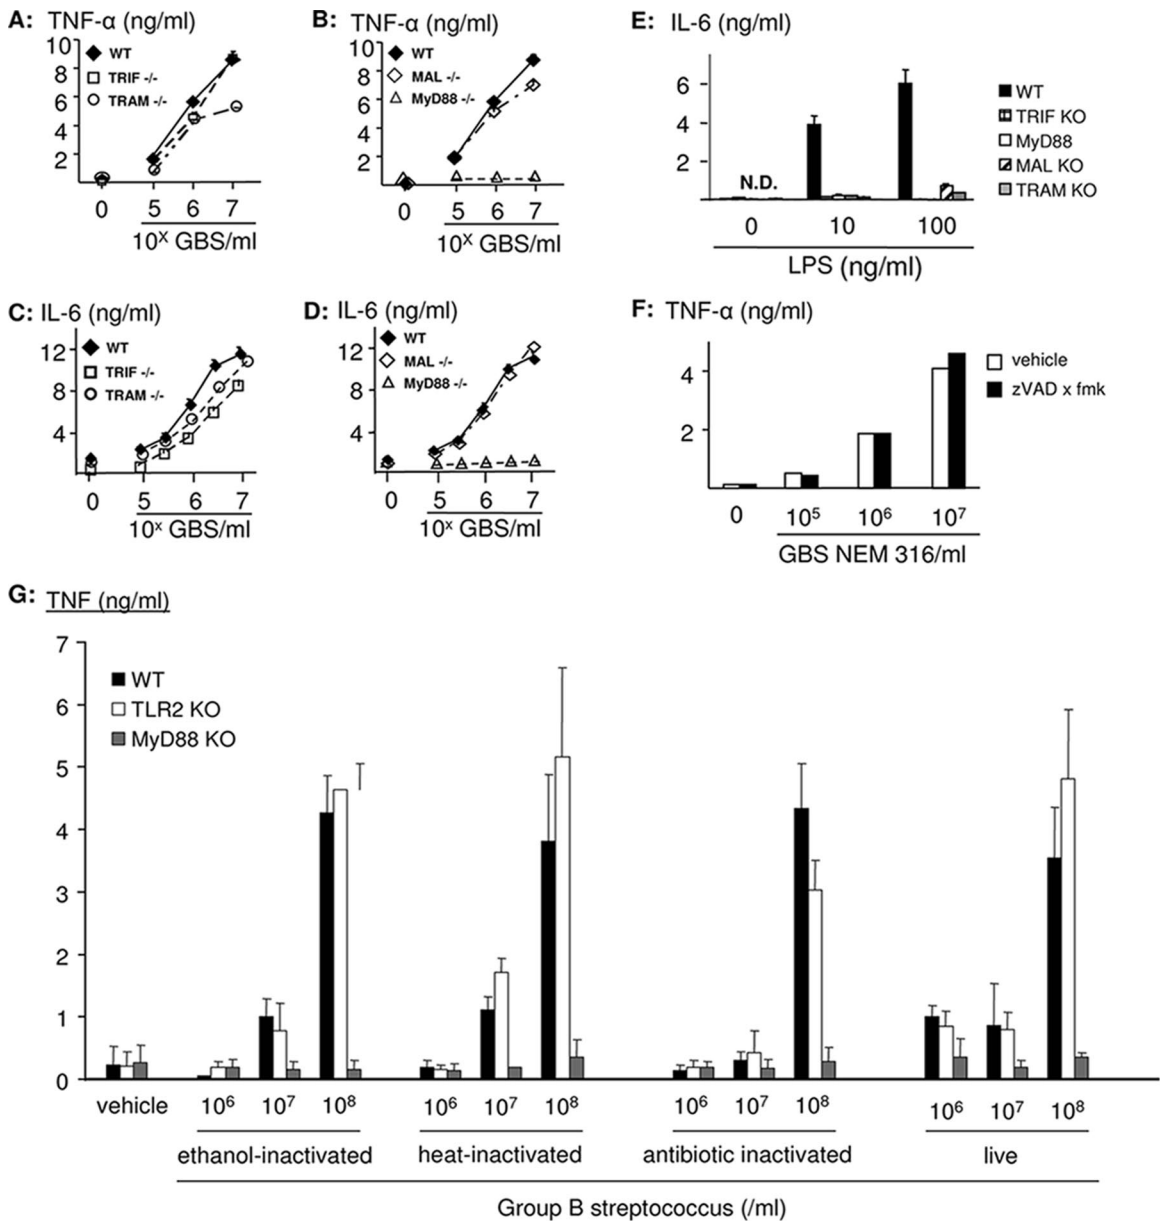 A: TNF-α (ng/ml)
10
8
6
4
2
WT
TRIF -/-
TRAM -/-
0 5 6 7
10ˣ GBS/ml
B: TNF-α (ng/ml)
10
8
6
4
2
WT
MAL -/-
MyD88 -/-
0 5 6 7
10ˣ GBS/ml
E: IL-6 (ng/ml)
6
4
2
N.D.
WT
TRIF KO
MyD88
MAL KO
TRAM KO
0 10 100
LPS (ng/ml)
C: IL-6 (ng/ml)
12
8
4
WT
TRIF -/-
TRAM -/-
0 5 6 7
10ˣ GBS/ml
D: IL-6 (ng/ml)
12
8
4
WT
MAL -/-
MyD88 -/-
0 5 6 7
10ˣ GBS/ml
F: TNF-α (ng/ml)
4
2
vehicle
zVAD x fmk
0 10⁵ 10⁶ 10⁷
GBS NEM 316/ml
G: TNF (ng/ml)
7
6
5
4
3
2
1
0
WT
TLR2 KO
MyD88 KO
vehicle 10⁶ 10⁷ 10⁸ 10⁶ 10⁷ 10⁸ 10⁶ 10⁷ 10⁸ 10⁶ 10⁷ 10⁸
ethanol-inactivated heat-inactivated antibiotic inactivated live
Group B streptococcus (/ml)